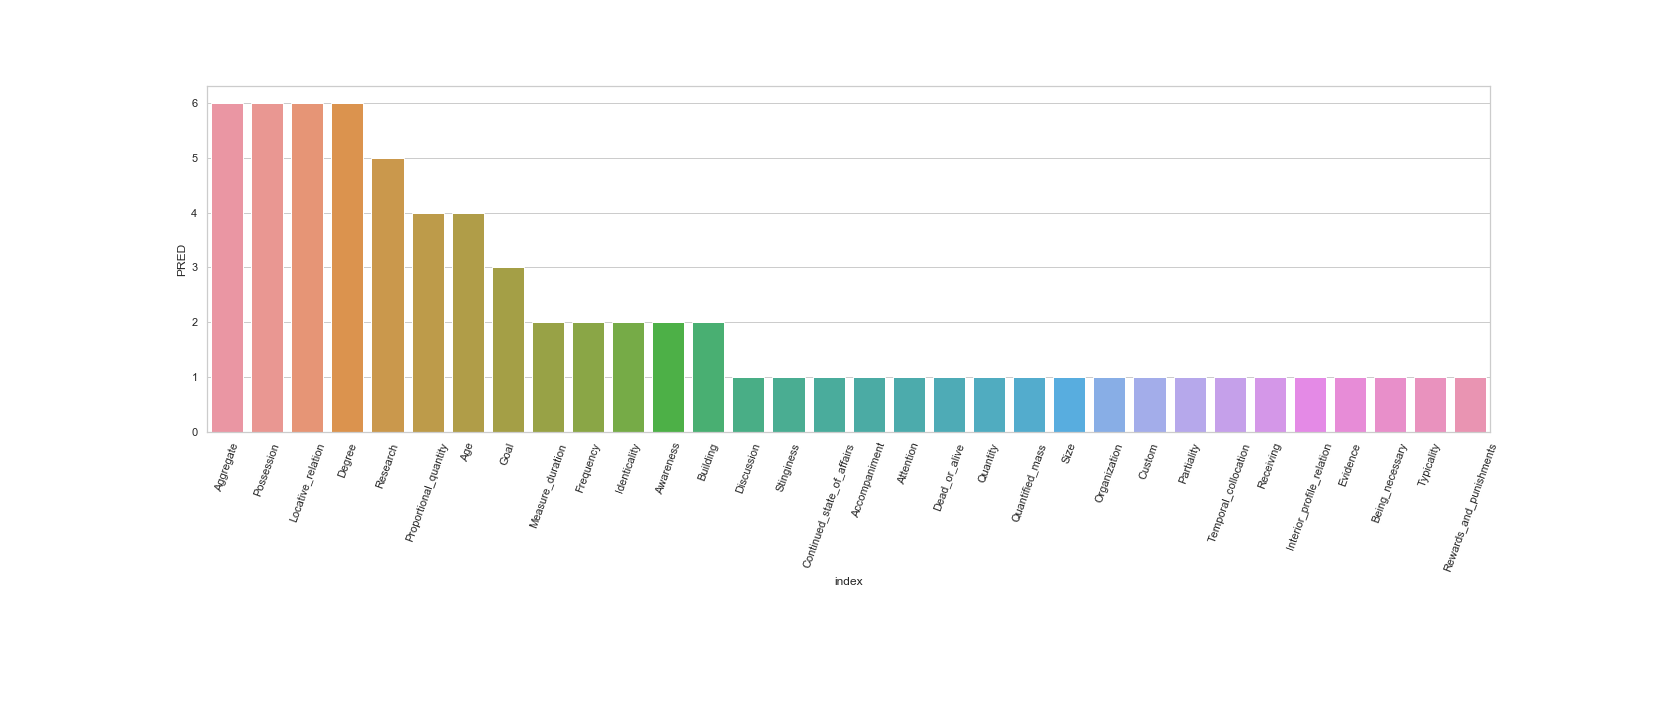 6
5
4
3
2
1
0
PRED
Aggregate
Possession
Locative_relation
Degree
Research
Proportional_quantity
Age
Goal
Measure_duration
Frequency
Identicality
Awareness
Building
Discussion
Stinginess
Continued_state_of_affairs
Accompaniment
Attention
Dead_or_alive
Quantity
Quantified_mass
Size
Organization
Custom
Partiality
Temporal_collocation
Receiving
Interior_profile_relation
Evidence
Being_necessary
Typicality
Rewards_and_punishments
index